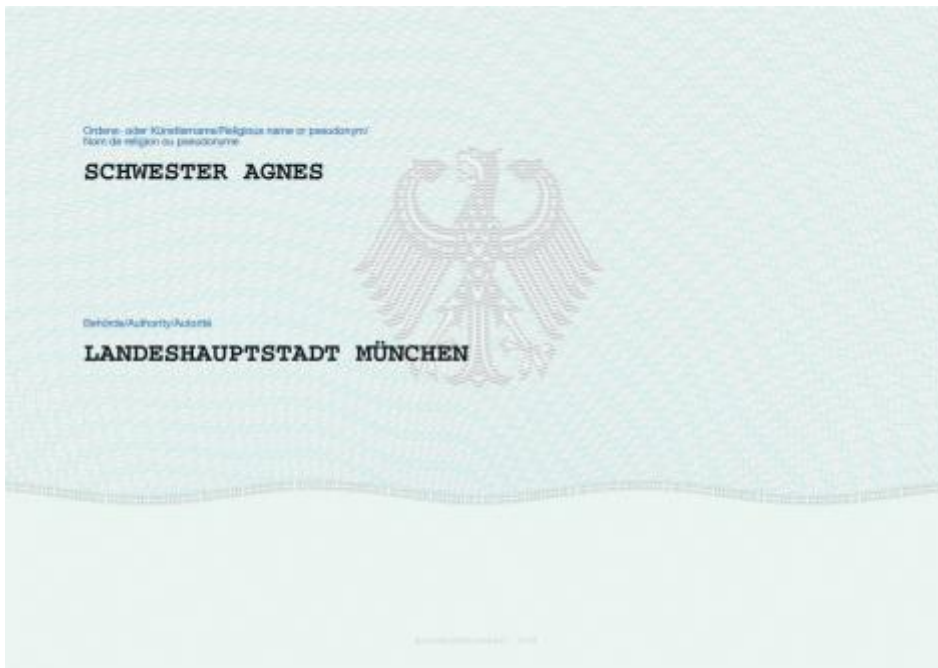 Ordens- oder Künstlername/Religious name or pseudonym/
Nom de religion ou pseudonyme
SCHWESTER AGNES
Behörde/Authority/Autorité
LANDESHAUPTSTADT MÜNCHEN